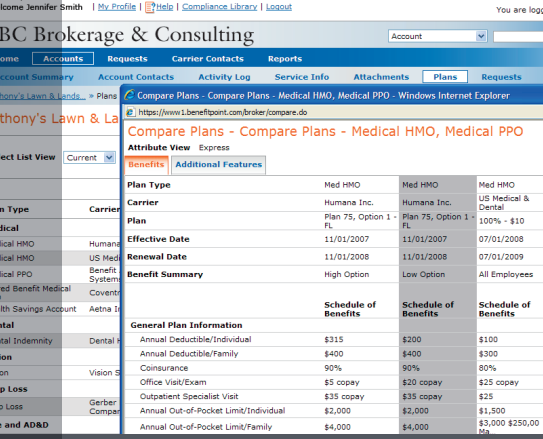 lcome Jennifer Smith | My Profile | Help | Compliance Library | Logout
You are logg
BC Brokerage & Consulting
Account
ome Accounts Requests Carrier Contacts Reports
ccount Summary Account Contacts Activity Log Service Info Attachments Plans Requests
thony's Lawn & Lands... » Plans
Compare Plans - Compare Plans - Medical HMO, Medical PPO - Windows Internet Explorer
https://www1.benefitpoint.com/broker/compare.do
thony's Lawn & La
Compare Plans - Compare Plans - Medical HMO, Medical PPO
Attribute View Express
lect List View Current
Benefits Additional Features
Plan Type Med HMO Med HMO Med HMO
Carrier Humana Inc. Humana Inc. US Medical & Dental
Plan Plan 75, Option 1 - FL Plan 75, Option 1 - FL 100% - $10
Effective Date 11/01/2007 11/01/2007 07/01/2008
Renewal Date 11/01/2008 11/01/2008 07/01/2009
Benefit Summary High Option Low Option All Employees
Schedule of Benefits Schedule of Benefits Schedule of Benefits
General Plan Information
Annual Deductible/Individual $315 $200 $100
Annual Deductible/Family $400 $400 $300
Coinsurance 90% 90% 80%
Office Visit/Exam $5 copay $20 copay $25 copay
Outpatient Specialist Visit $35 copay $35 copay $25
Annual Out-of-Pocket Limit/Individual $2,000 $2,000 $1,500
Annual Out-of-Pocket Limit/Family $4,000 $4,000 $3,000 $250,00 Ma
n Type Carrier
dical
dical HMO Humana
dical HMO US Medi
dical PPO Benefit System
red Benefit Medical Coventr
lth Savings Account Aetna I
ntal
tal Indemnity Dental H
ion
on Vision S
p Loss
p Loss Gerber Compar
e and AD&D